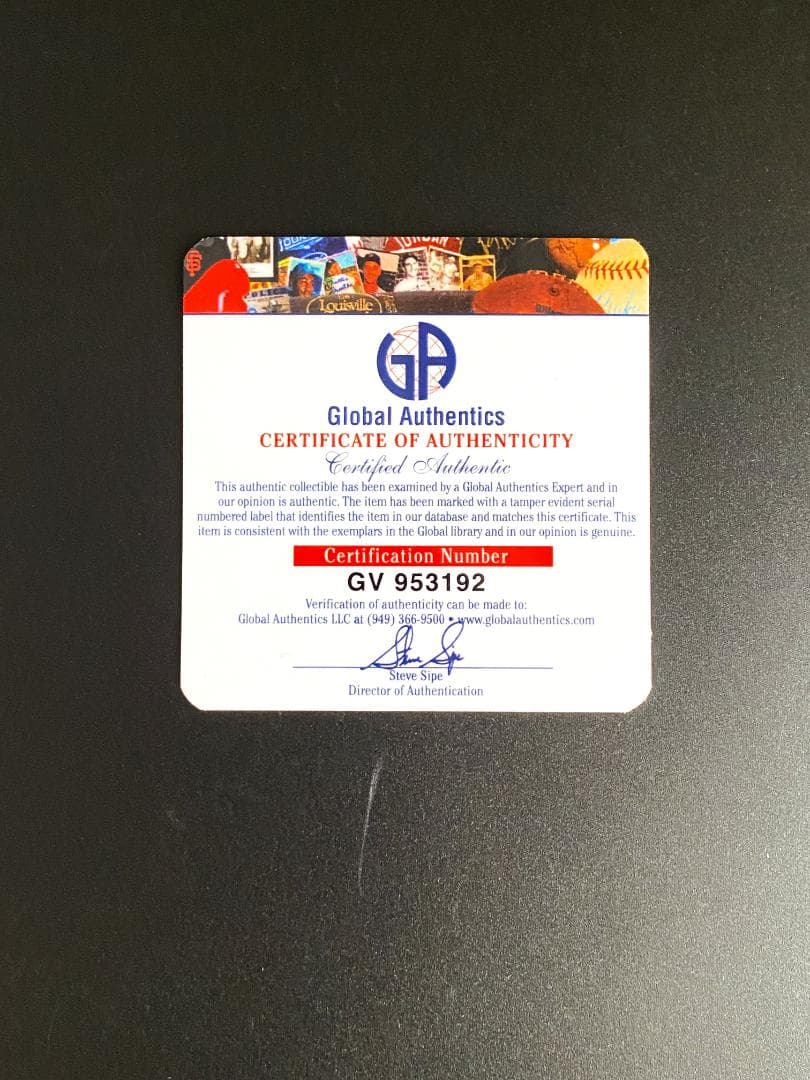 JORDAN
Louisville
GA
Global Authentics
CERTIFICATE OF AUTHENTICITY
Certified Authentic
This authentic collectible has been examined by a Global Authentics Expert and in
our opinion is authentic. The item has been marked with a tamper evident serial
numbered label that identifies the item in our database and matches this certificate. This
item is consistent with the exemplars in the Global library and in our opinion is genuine.
Certification Number
GV 953192
Verification of authenticity can be made to:
Global Authentics LLC at (949) 366-9500 • www.globalauthentics.com
Steve Sipe
Steve Sipe
Director of Authentication